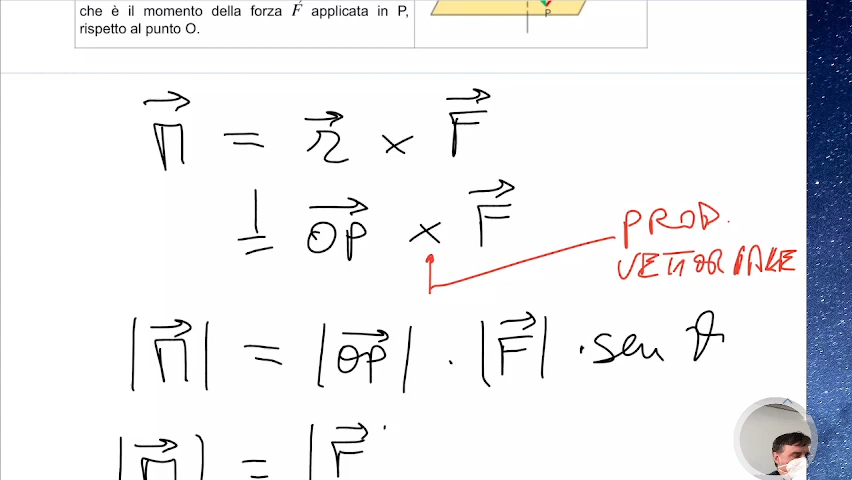 che è il momento della forza F⃗ applicata in P,
rispetto al punto O.
P
M⃗ = r⃗ × F⃗
= OP⃗ × F⃗
PROD.
VETTORIALE
|M⃗| = |OP⃗| · |F⃗| · sen ϑ
|M⃗| = |F⃗